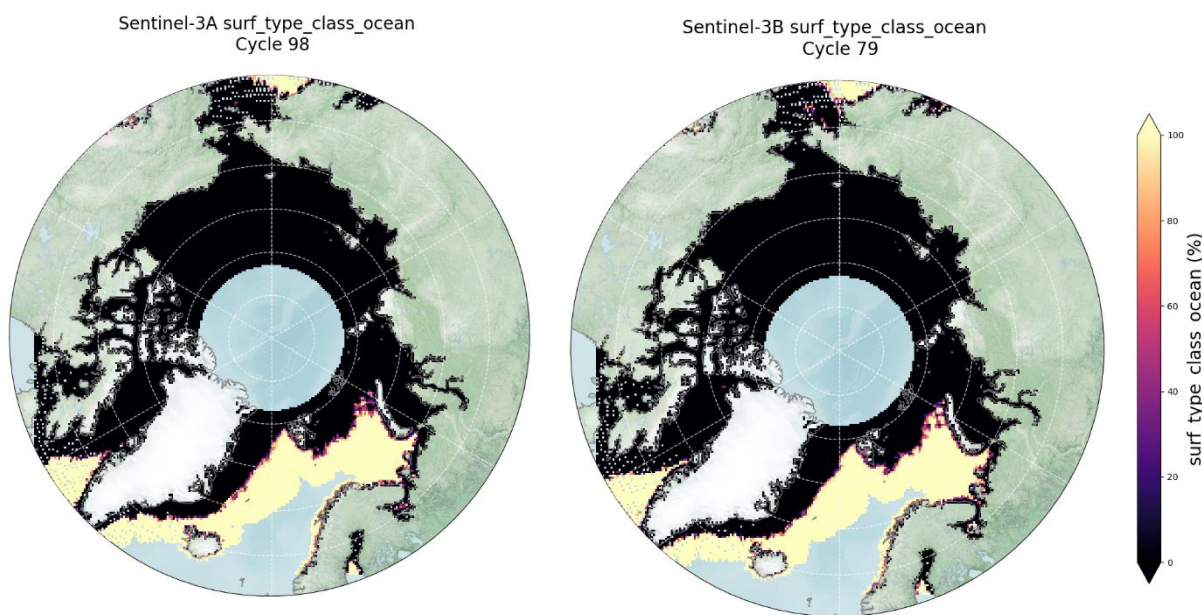 Sentinel-3A surf_type_class_ocean
Cycle 98
Sentinel-3B surf_type_class_ocean
Cycle 79
100
80
60
40
20
0
surf_type_class_ocean (%)